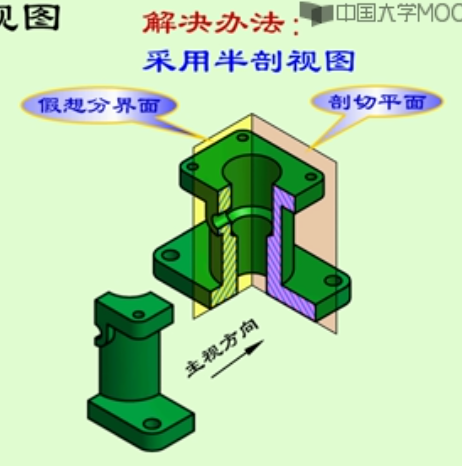 视图
解决办法：
中国大学MOO
采用半剖视图
假想分界面
剖切平面
主视方向